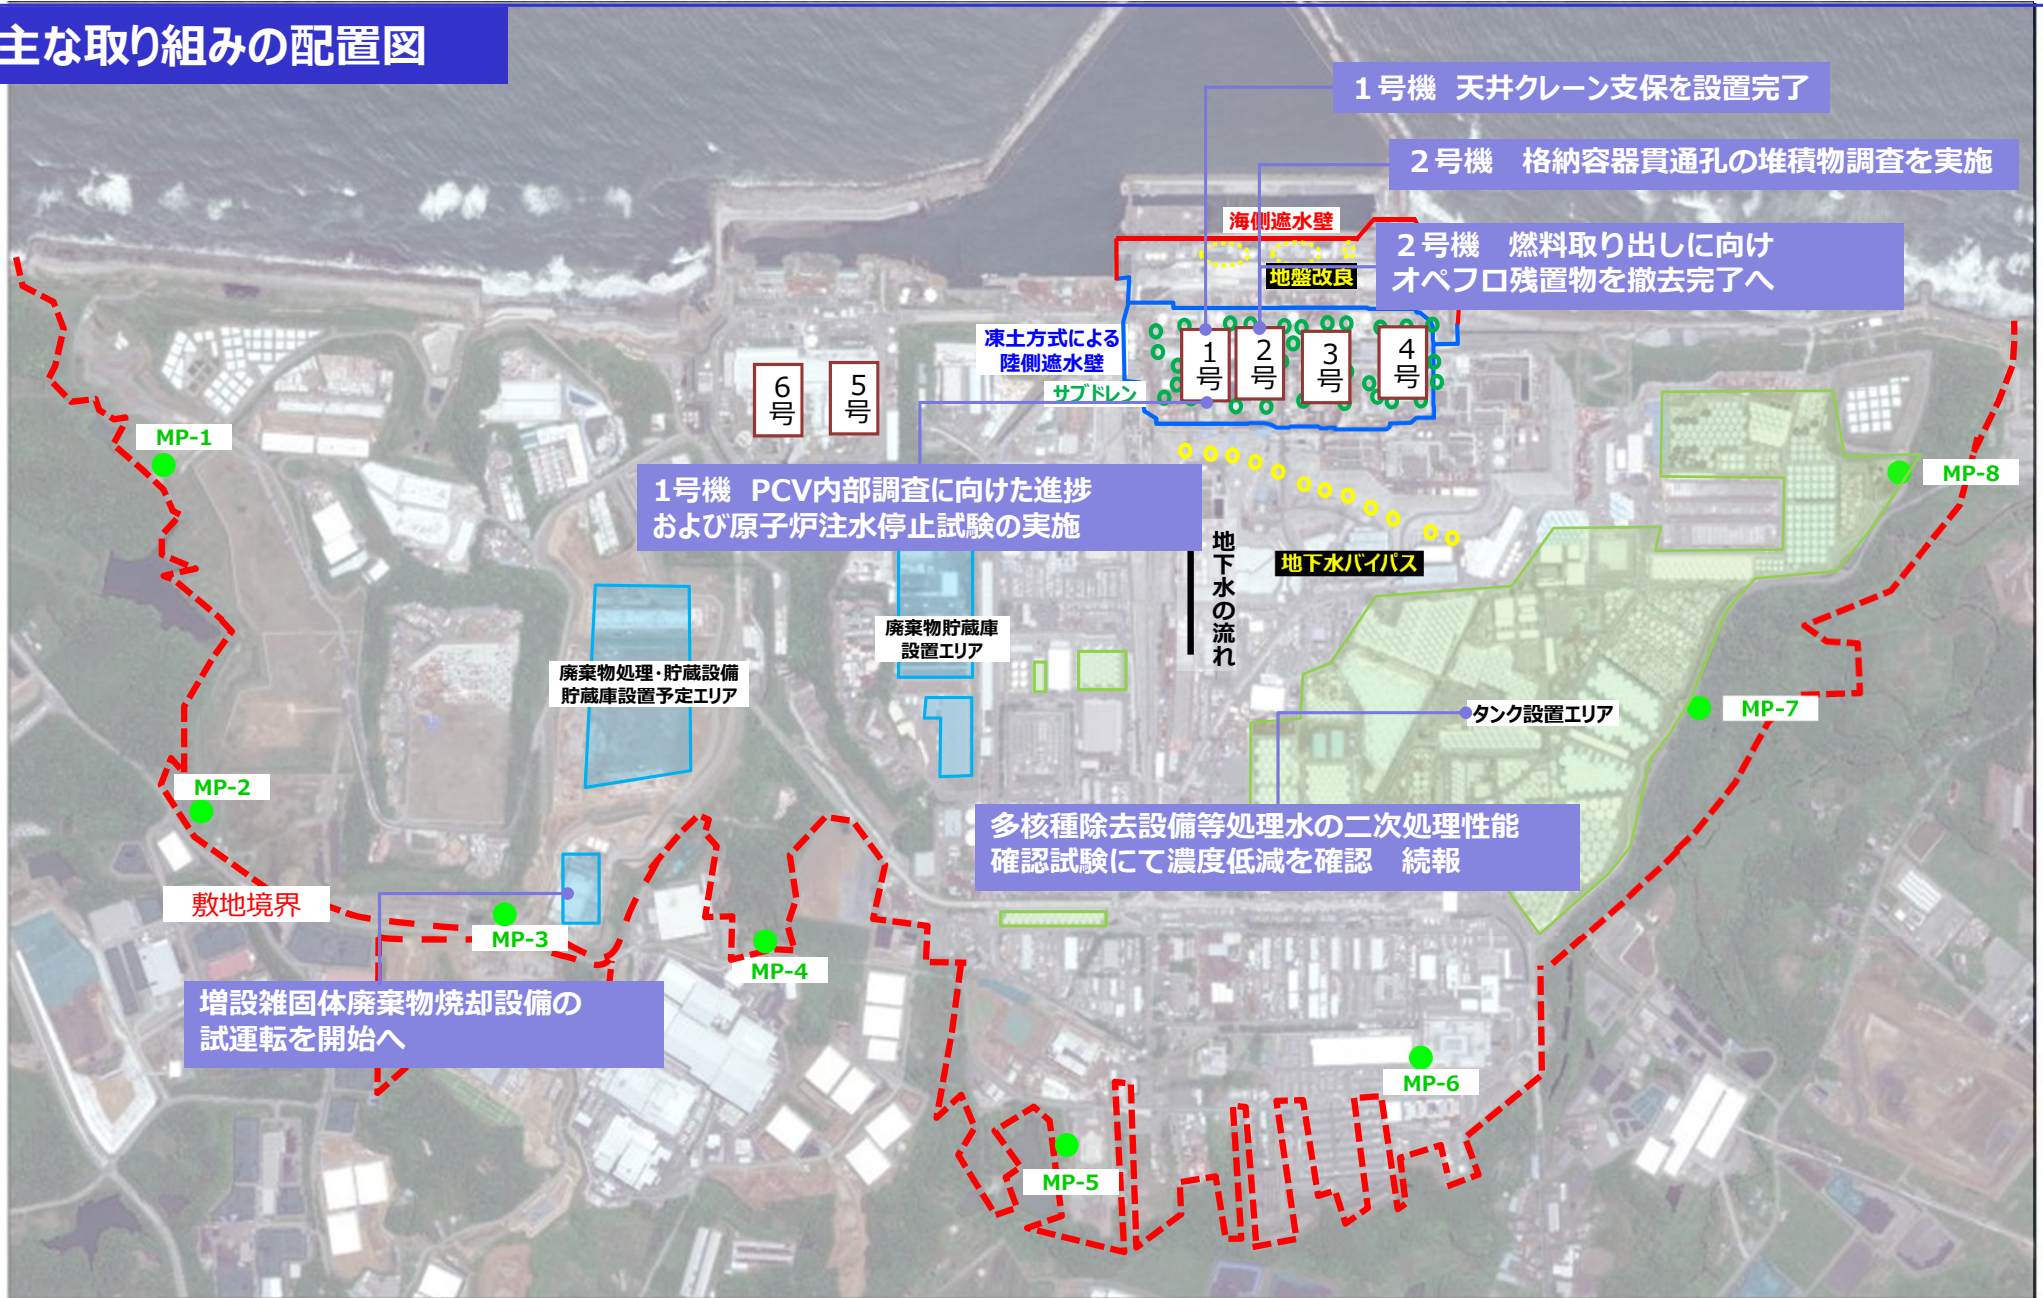 主な取り組みの配置図
１号機 天井クレーン支保を設置完了
２号機 格納容器貫通孔の堆積物調査を実施
海側遮水壁
２号機 燃料取り出しに向け
オペフロ残置物を撤去完了へ
地盤改良
凍土方式による
陸側遮水壁
サブドレン
1号
2号
3号
4号
6号
5号
MP-1
MP-8
1号機 PCV内部調査に向けた進捗
および原子炉注水停止試験の実施
地下水の流れ
地下水バイパス
廃棄物貯蔵庫
設置エリア
廃棄物処理・貯蔵設備
貯蔵庫設置予定エリア
タンク設置エリア
MP-7
MP-2
多核種除去設備等処理水の二次処理性能
確認試験にて濃度低減を確認 続報
敷地境界
MP-3
MP-4
増設雑固体廃棄物焼却設備の
試運転を開始へ
MP-6
MP-5